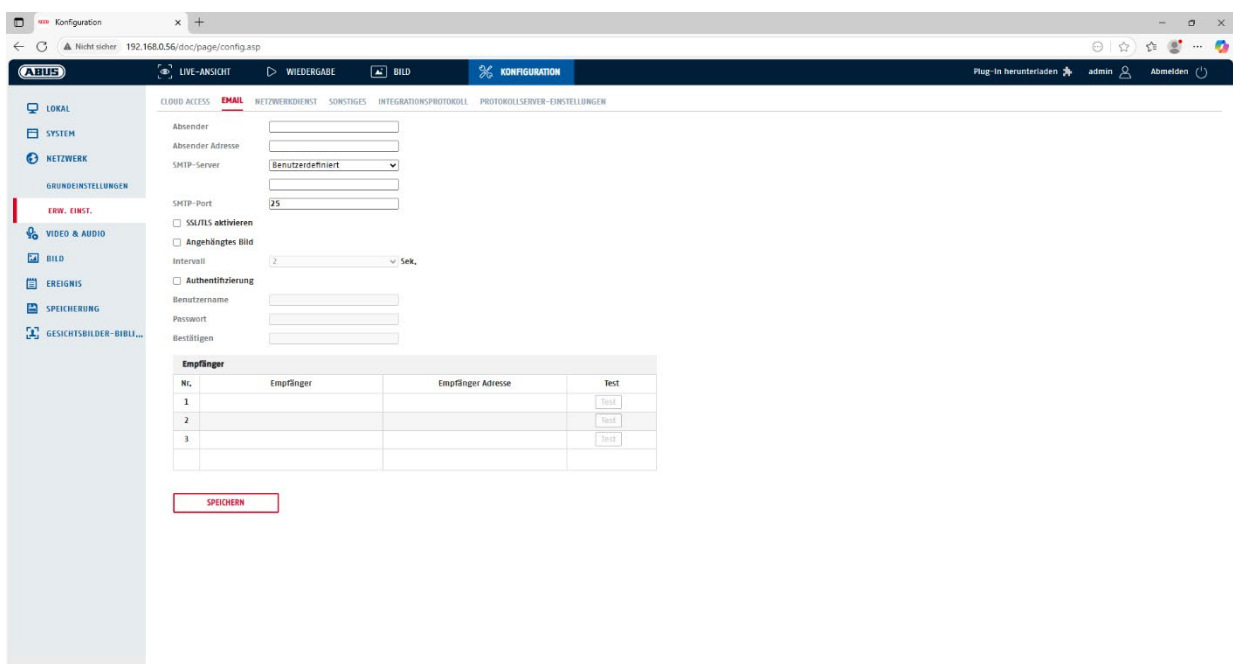 Konfiguration
Nicht sicher 192.168.0.56/doc/page/config.asp
ABUS LIVE-ANSICHT WIEDERGABE BILD KONFIGURATION Plug-In herunterladen admin Abmelden
CLOUD ACCESS EMAIL NETZWERKDIENST SONSTIGES INTEGRATIONSPROTOKOLL PROTOKOLLSERVER-EINSTELLUNGEN
LOKAL
SYSTEM
NETZWERK
GRUNDEINSTELLUNGEN
ERW. EINST.
VIDEO & AUDIO
BILD
EREIGNIS
SPEICHERUNG
GESICHTSBILDER-BIBLI...
Absender
Absender Adresse
SMTP-Server Benutzerdefiniert
SMTP-Port 25
SSL/TLS aktivieren
Angehängtes Bild
Intervall 2 Sek.
Authentifizierung
Benutzername
Passwort
Bestätigen
Empfänger
Nr. Empfänger Empfänger Adresse Test
1 Test
2 Test
3 Test
SPEICHERN